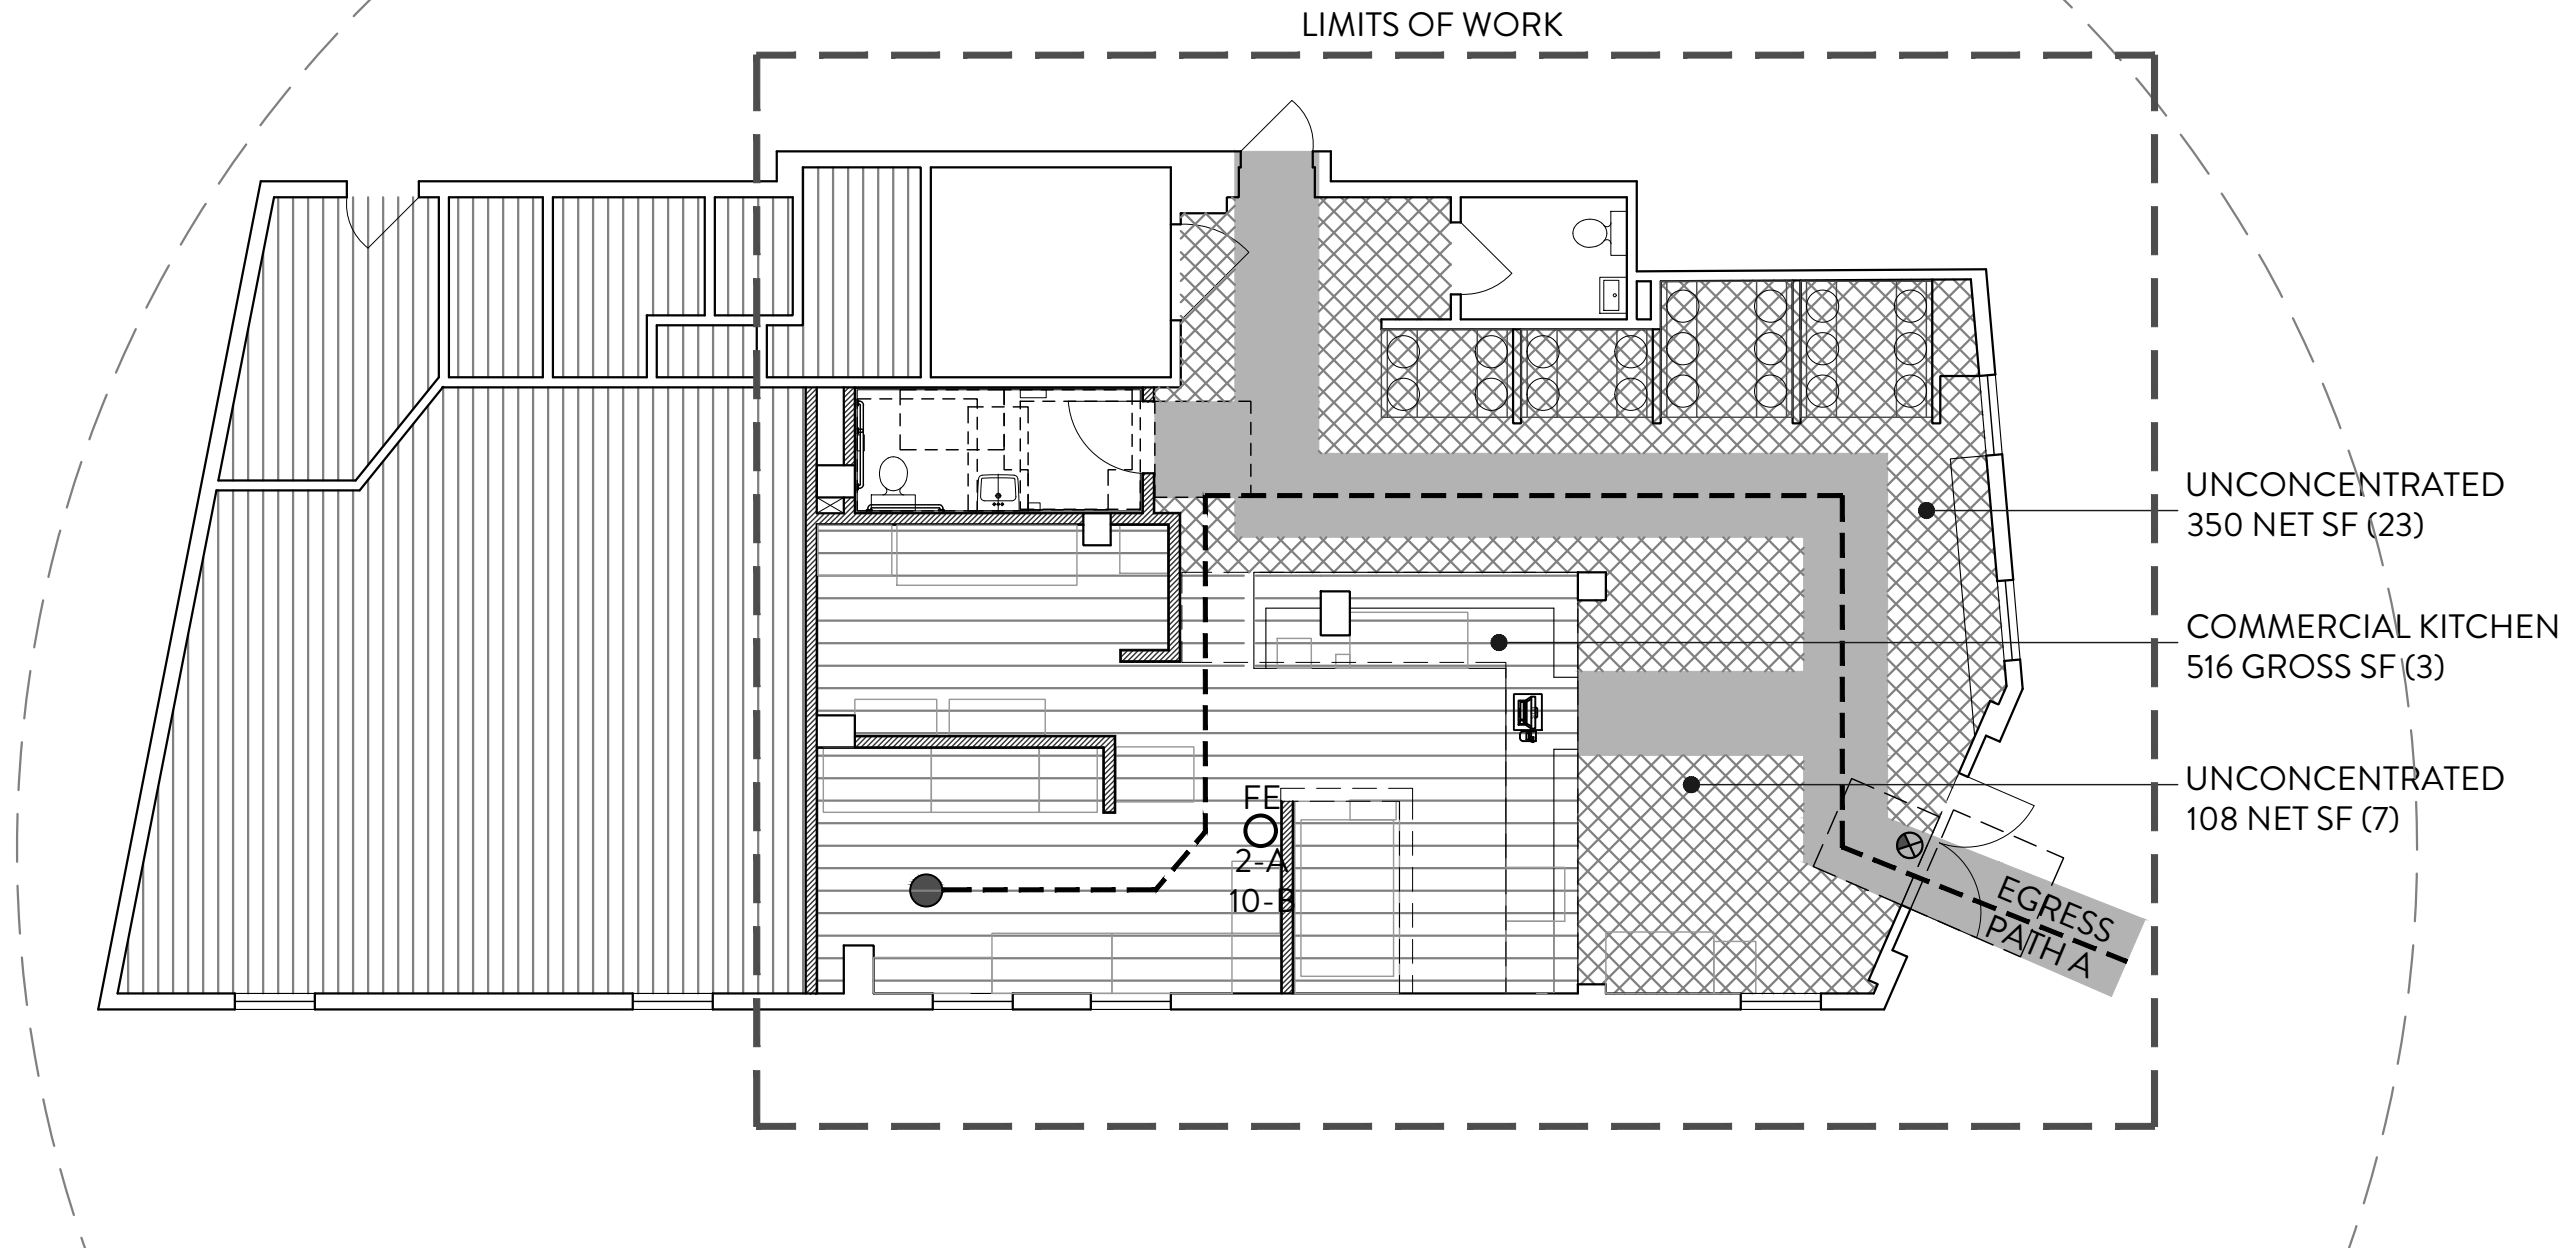 LIMITS OF WORK
UNCONCENTRATED
350 NET SF (23)
COMMERCIAL KITCHEN
516 GROSS SF (3)
UNCONCENTRATED
108 NET SF (7)
FE
2-A
10-B
EGRESS
PATH A